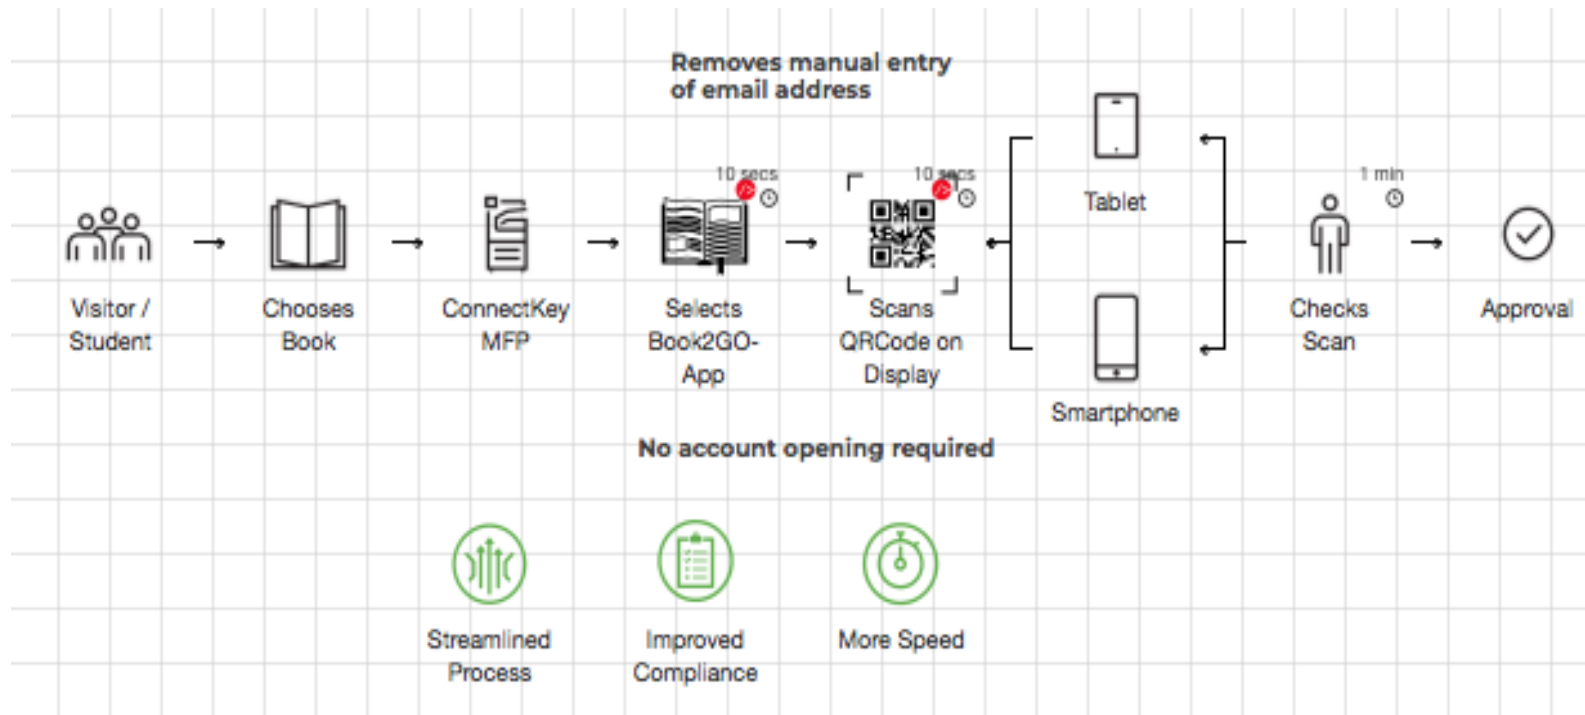 Removes manual entry
of email address
10 secs
10 secs
1 min
Tablet
Visitor /
Student
Chooses
Book
ConnectKey
MFP
Selects
Book2GO-
App
Scans
QRCode on
Display
Checks
Scan
Approval
Smartphone
No account opening required
Streamlined
Process
Improved
Compliance
More Speed